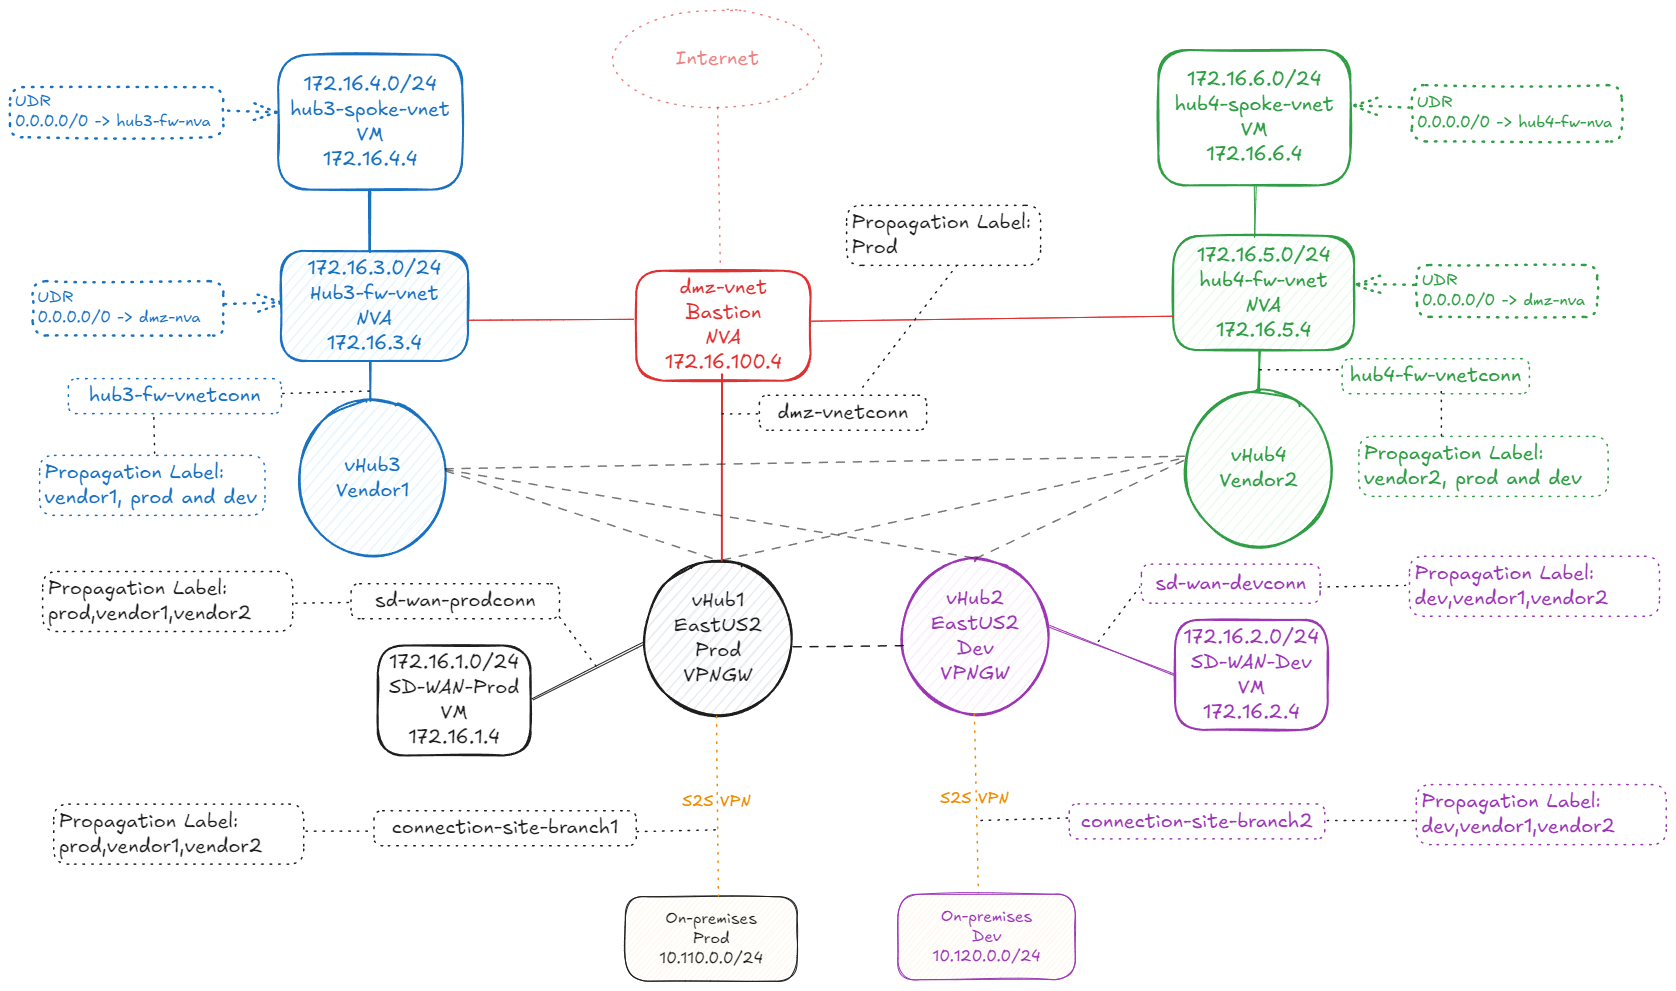 Internet
172.16.4.0/24
hub3-spoke-vnet
VM
172.16.4.4
UDR
0.0.0.0/0 -> hub3-fw-nva
172.16.6.0/24
hub4-spoke-vnet
VM
172.16.6.4
UDR
0.0.0.0/0 -> hub4-fw-nva
Propagation Label:
Prod
172.16.3.0/24
Hub3-fw-vnet
NVA
172.16.3.4
UDR
0.0.0.0/0 -> dmz-nva
dmz-vnet
Bastion
NVA
172.16.100.4
172.16.5.0/24
hub4-fw-vnet
NVA
172.16.5.4
UDR
0.0.0.0/0 -> dmz-nva
hub3-fw-vnetconn
dmz-vnetconn
hub4-fw-vnetconn
Propagation Label:
vendor1, prod and dev
vHub3
Vendor1
vHub4
Vendor2
Propagation Label:
vendor2, prod and dev
Propagation Label:
prod,vendor1,vendor2
sd-wan-prodconn
vHub1
EastUS2
Prod
VPNGW
vHub2
EastUS2
Dev
VPNGW
sd-wan-devconn
Propagation Label:
dev,vendor1,vendor2
172.16.1.0/24
SD-WAN-Prod
VM
172.16.1.4
172.16.2.0/24
SD-WAN-Dev
VM
172.16.2.4
S2S VPN
S2S VPN
Propagation Label:
prod,vendor1,vendor2
connection-site-branch1
connection-site-branch2
Propagation Label:
dev,vendor1,vendor2
On-premises
Prod
10.110.0.0/24
On-premises
Dev
10.120.0.0/24